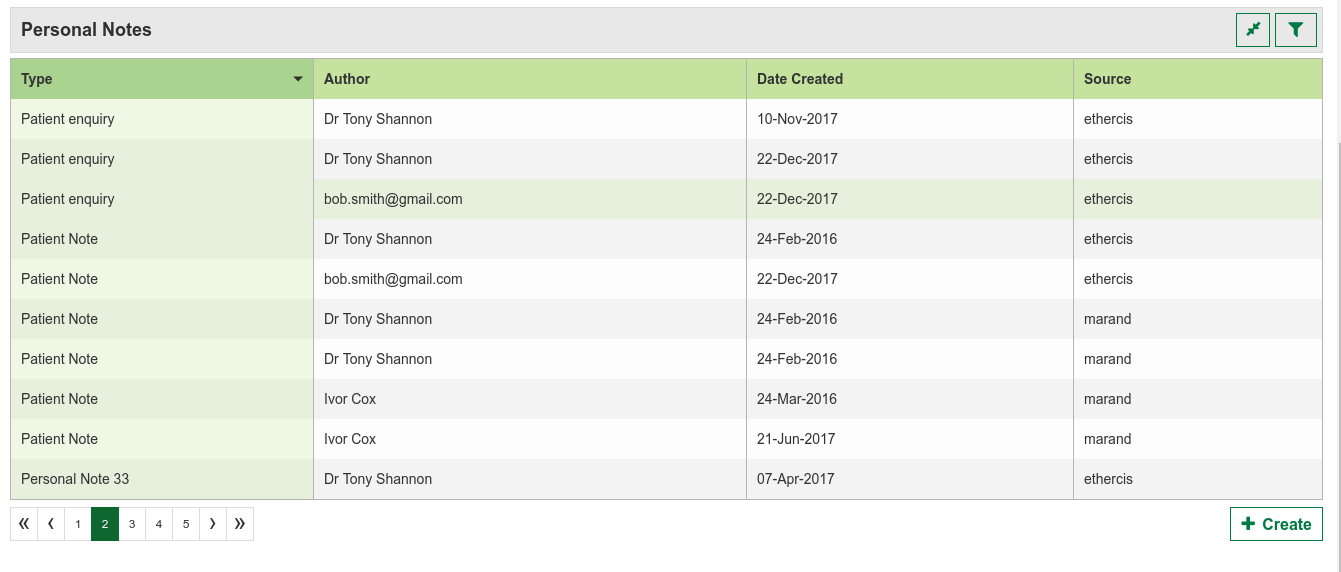 Personal Notes
Type Author Date Created Source
Patient enquiry Dr Tony Shannon 10-Nov-2017 ethercis
Patient enquiry Dr Tony Shannon 22-Dec-2017 ethercis
Patient enquiry bob.smith@gmail.com 22-Dec-2017 ethercis
Patient Note Dr Tony Shannon 24-Feb-2016 ethercis
Patient Note bob.smith@gmail.com 22-Dec-2017 ethercis
Patient Note Dr Tony Shannon 24-Feb-2016 marand
Patient Note Dr Tony Shannon 24-Feb-2016 marand
Patient Note Ivor Cox 24-Mar-2016 marand
Patient Note Ivor Cox 21-Jun-2017 marand
Personal Note 33 Dr Tony Shannon 07-Apr-2017 ethercis
« ‹ 1 2 3 4 5 › » + Create